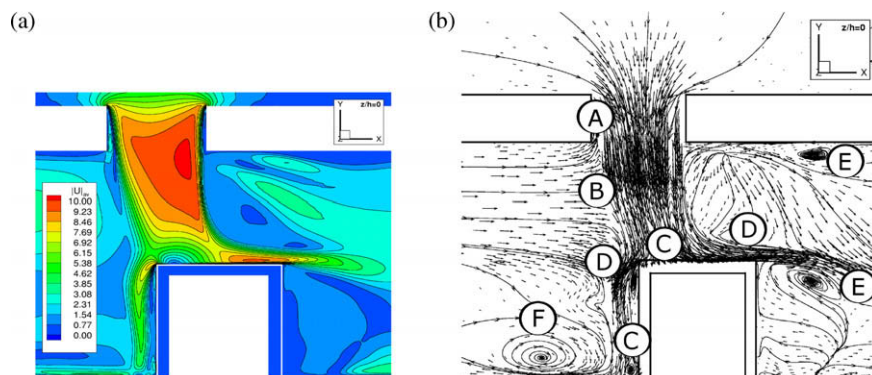 (a)
(b)
Y
z/h=0
Z
X
Y
z/h=0
Z
X
|U|av
10.00
9.23
8.46
7.69
6.92
6.15
5.38
4.62
3.85
3.08
2.31
1.54
0.77
0.00
A
E
B
C
D
D
E
F
C